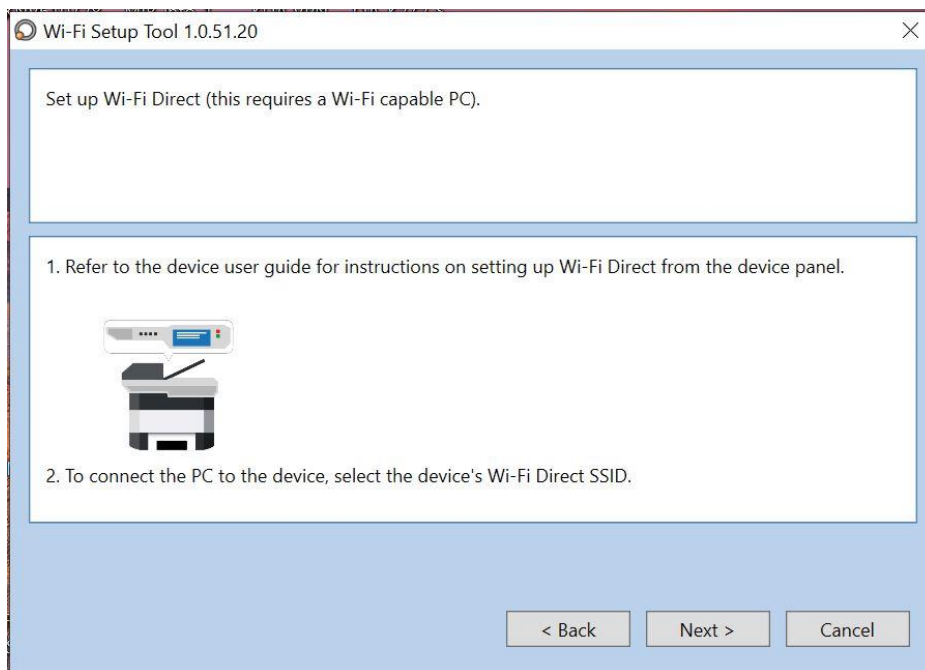 Wi-Fi Setup Tool 1.0.51.20
Set up Wi-Fi Direct (this requires a Wi-Fi capable PC).
1. Refer to the device user guide for instructions on setting up Wi-Fi Direct from the device panel.
2. To connect the PC to the device, select the device's Wi-Fi Direct SSID.
< Back Next > Cancel